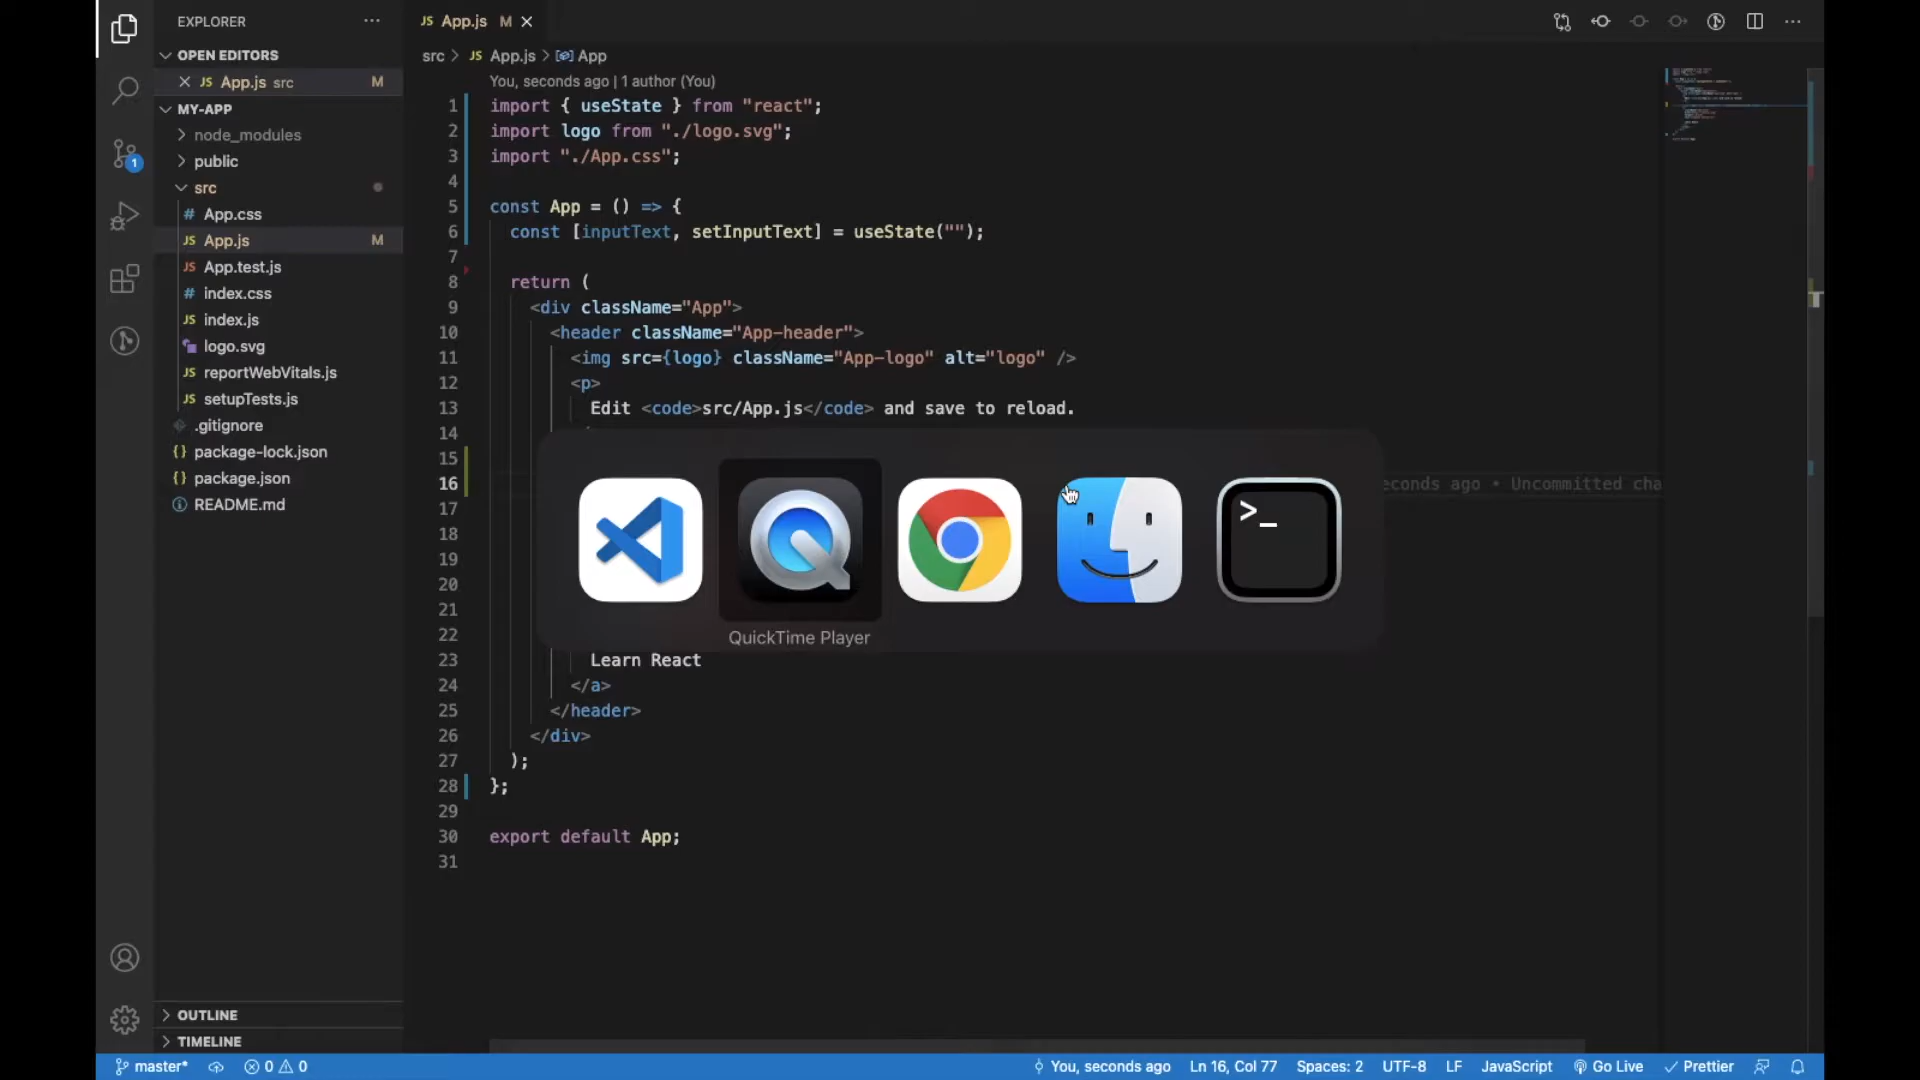 EXPLORER
OPEN EDITORS
JS App.js src M
MY-APP
node_modules
public
src
# App.css
JS App.js M
JS App.test.js
# index.css
JS index.js
logo.svg
JS reportWebVitals.js
JS setupTests.js
.gitignore
{} package-lock.json
{} package.json
README.md
OUTLINE
TIMELINE
1
JS App.js M
src > JS App.js > App
You, seconds ago | 1 author (You)
1 import { useState } from "react";
2 import logo from "./logo.svg";
3 import "./App.css";
4
5 const App = () => {
6 const [inputText, setInputText] = useState("");
7
8 return (
9 <div className="App">
10 <header className="App-header">
11 <img src={logo} className="App-logo" alt="logo" />
12 <p>
13 Edit <code>src/App.js</code> and save to reload.
14
15
16 econds ago • Uncommitted cha
17
18
19
20
21
22
23 Learn React
24 </a>
25 </header>
26 </div>
27 );
28 };
29
30 export default App;
31
>_
QuickTime Player
master* 0 0 You, seconds ago Ln 16, Col 77 Spaces: 2 UTF-8 LF JavaScript Go Live Prettier